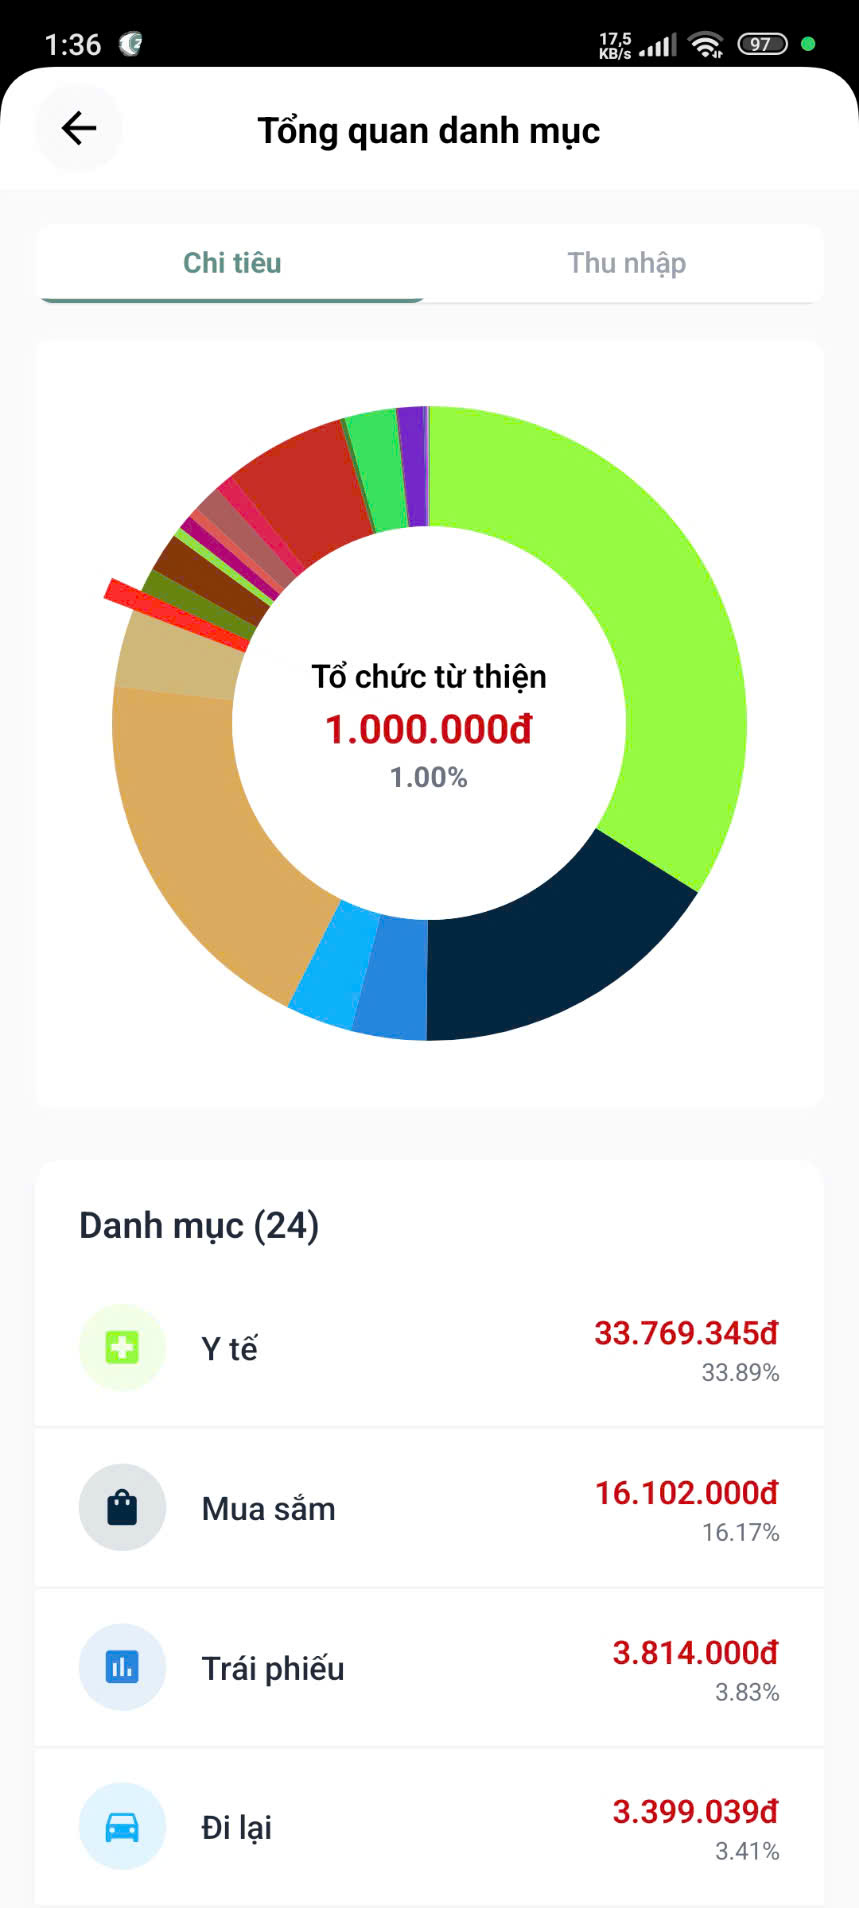 1:36
17,5
KB/s
97
Tổng quan danh mục
Chi tiêu
Thu nhập
Tổ chức từ thiện
1.000.000đ
1.00%
Danh mục (24)
Y tế
33.769.345đ
33.89%
Mua sắm
16.102.000đ
16.17%
Trái phiếu
3.814.000đ
3.83%
Đi lại
3.399.039đ
3.41%